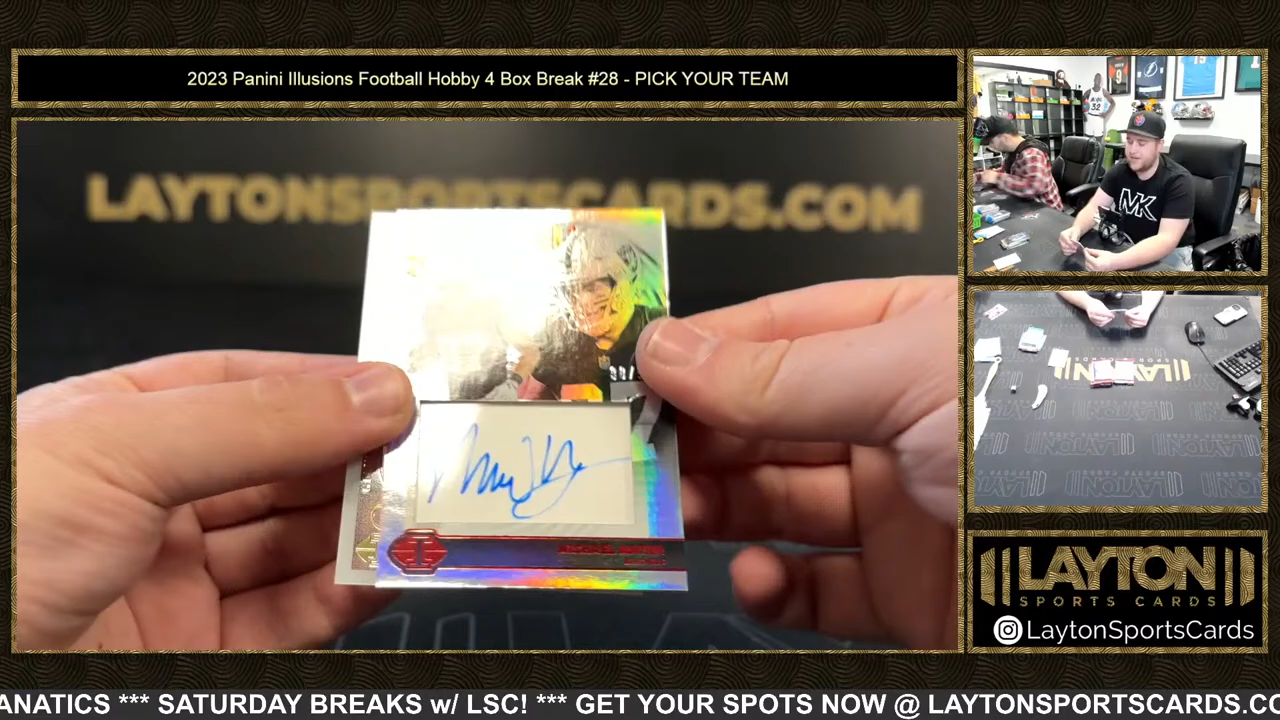 2023 Panini Illusions Football Hobby 4 Box Break #28 - PICK YOUR TEAM
LAYTONSPORTSCARDS.COM
MK
LAYTON
SPORTS CARDS
LaytonSportsCards
ANATICS *** SATURDAY BREAKS w/ LSC! *** GET YOUR SPOTS NOW @ LAYTONSPORTSCARDS.CO